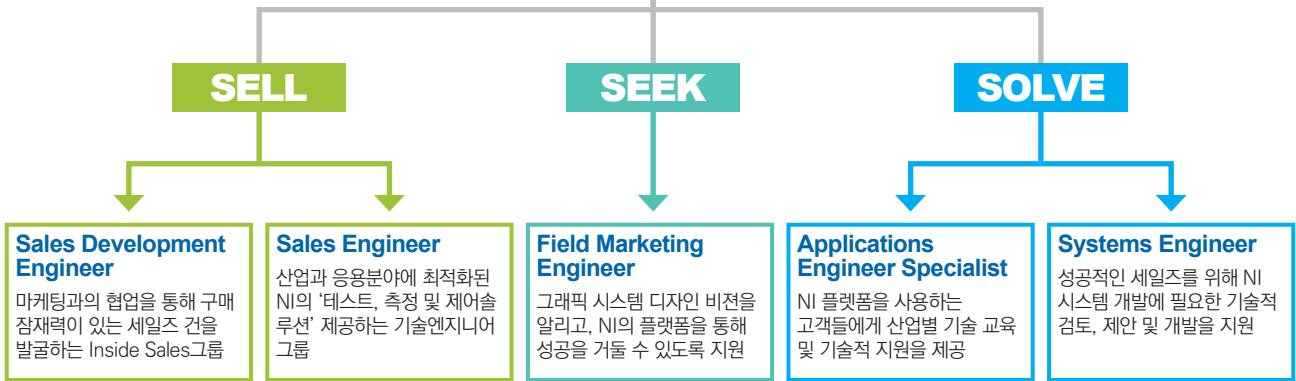 SELL
SEEK
SOLVE
Sales Development
Engineer
마케팅과의 협업을 통해 구매
잠재력이 있는 세일즈 건을
발굴하는 Inside Sales그룹
Sales Engineer
산업과 응용분야에 최적화된
NI의 ‘테스트, 측정 및 제어솔
루션’ 제공하는 기술엔지니어
그룹
Field Marketing
Engineer
그래픽 시스템 디자인 비젼을
알리고, NI의 플랫폼을 통해
성공을 거둘 수 있도록 지원
Applications
Engineer Specialist
NI 플렛폼을 사용하는
고객들에게 산업별 기술 교육
및 기술적 지원을 제공
Systems Engineer
성공적인 세일즈를 위해 NI
시스템 개발에 필요한 기술적
검토, 제안 및 개발을 지원